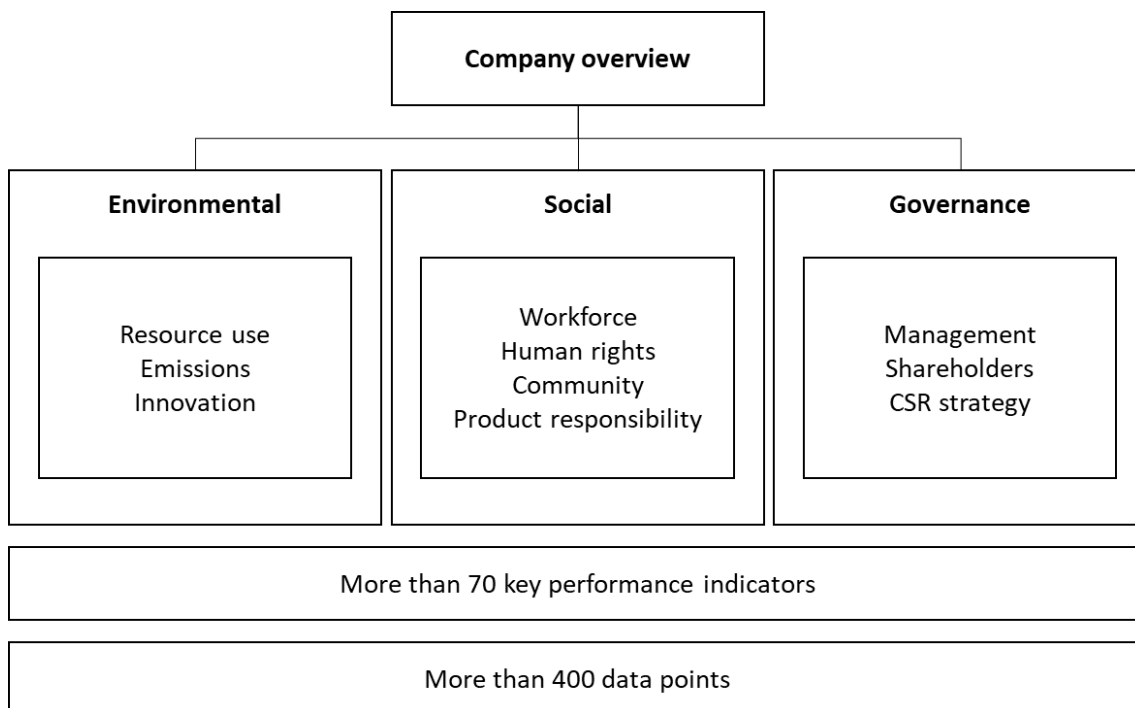 Company overview
Environmental
Resource use
Emissions
Innovation
Social
Workforce
Human rights
Community
Product responsibility
Governance
Management
Shareholders
CSR strategy
More than 70 key performance indicators
More than 400 data points